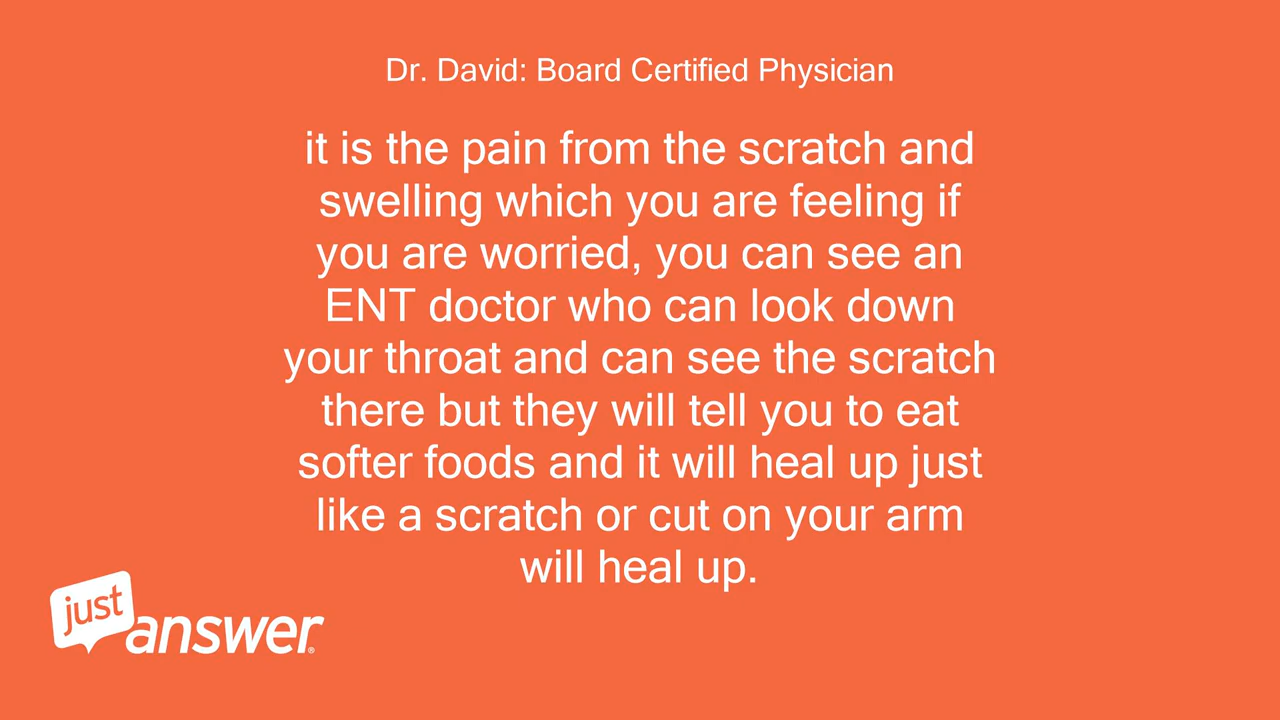 Dr. David: Board Certified Physician
it is the pain from the scratch and
swelling which you are feeling if
you are worried, you can see an
ENT doctor who can look down
your throat and can see the scratch
there but they will tell you to eat
softer foods and it will heal up just
like a scratch or cut on your arm
will heal up.
just
answer®